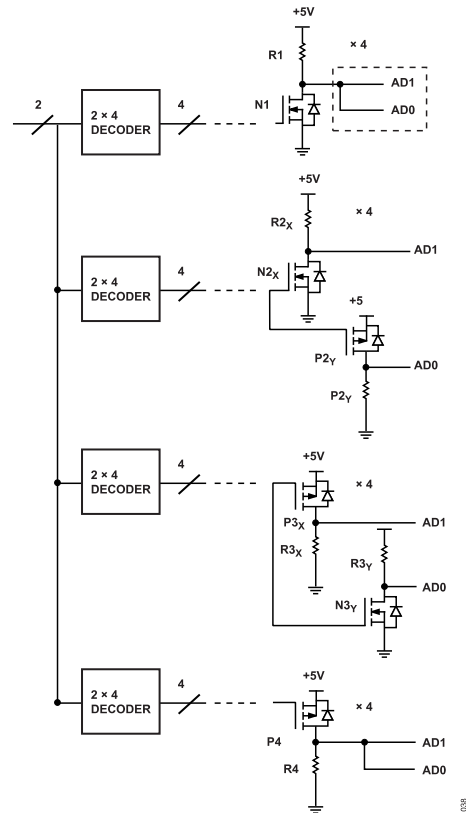 +5V
R1
× 4
2
4
N1
AD1
AD0
2 × 4
DECODER
+5V
R2X
× 4
4
N2X
AD1
2 × 4
DECODER
+5
P2Y
AD0
P2Y
+5V
4
× 4
2 × 4
DECODER
P3X
AD1
R3X
R3Y
AD0
N3Y
+5V
4
× 4
2 × 4
DECODER
P4
AD1
R4
AD0
038